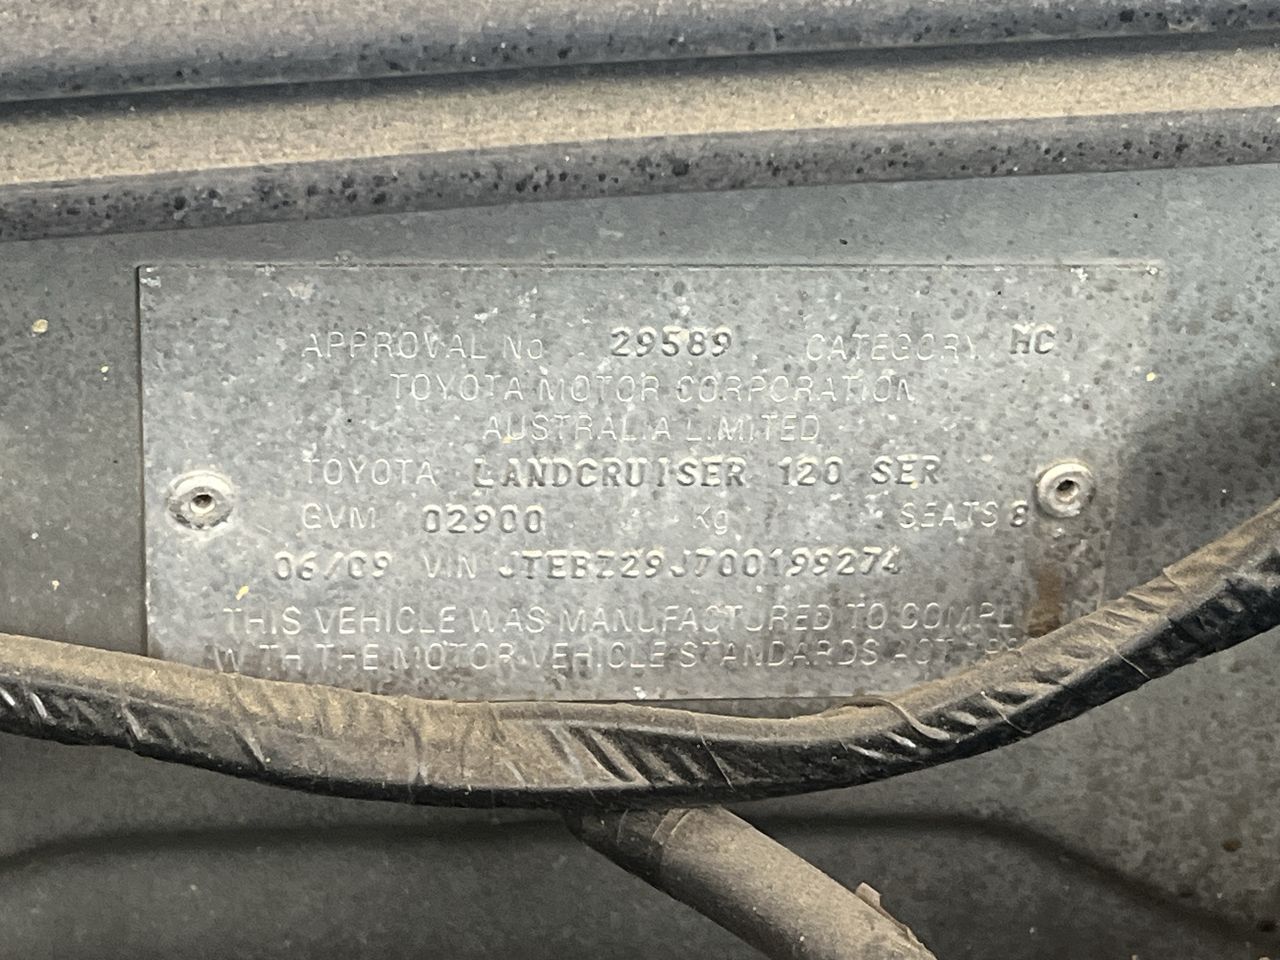 APPROVAL No 29589 CATEGORY MC
TOYOTA MOTOR CORPORATION
AUSTRALIA LIMITED
TOYOTA LANDCRUISER 120 SER
GVM 02900 Kg SEATS 8
06/09 VIN JTEBZ29J700199274
THIS VEHICLE WAS MANUFACTURED TO COMPLY
WITH THE MOTOR VEHICLE STANDARDS ACT